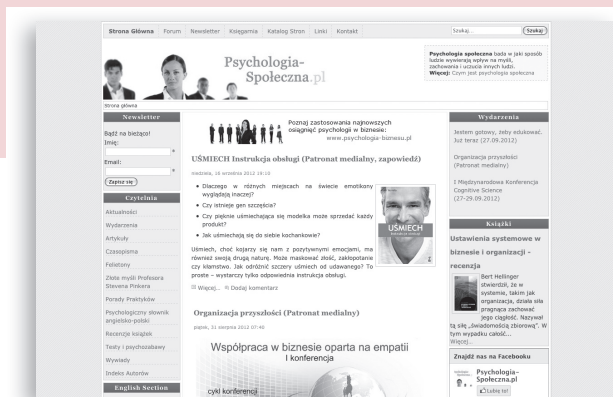 Strona Główna Forum Newsletter Księgarnia Katalog Stron Linki Kontakt
Szukaj... Szukaj
Psychologia-
Społeczna.pl
Psychologia społeczna bada w jaki sposób
ludzie wywierają wpływ na myśli,
zachowania i uczucia innych ludzi.
Więcej: Czym jest psychologia społeczna
Strona główna
Newsletter
Bądź na bieżąco!
Imię:
*
Email:
*
Zapisz się
Czytelnia
Aktualności
Wydarzenia
Artykuły
Czasopisma
Felietony
Złote myśli Profesora
Stevena Pinkera
Porady Praktyków
Psychologiczny słownik
angielsko-polski
Recenzje książek
Testy i psychozabawy
Wywiady
Indeks Autorów
English Section
Poznaj zastosowania najnowszych
osiągnięć psychologii w biznesie:
www.psychologia-biznesu.pl
UŚMIECH Instrukcja obsługi (Patronat medialny, zapowiedź)
niedziela, 16 września 2012 19:15
• Dlaczego w różnych miejscach na świecie emotikony
wyglądają inaczej?
• Czy istnieje gen szczęścia?
• Czy pięknie uśmiechająca się modelka może sprzedać każdy
produkt?
• Jak uśmiechają się do siebie kochankowie?
UŚMIECH
Uśmiech, choć kojarzy się nam z pozytywnymi emocjami, ma
również swoją drugą naturę. Może maskować złość, zakłopotanie
czy kłamstwo. Jak odróżnić szczery uśmiech od udawanego? To
proste – wystarczy tylko odpowiednia instrukcja obsługi.
Więcej... Dodaj komentarz
Organizacja przyszłości (Patronat medialny)
piątek, 31 sierpnia 2012 07:40
Współpraca w biznesie oparta na empatii
I konferencja
cykl konferencji
Wydarzenia
Jestem gotowy, żeby edukować.
Już teraz (27.09.2012)
Organizacja przyszłości
(Patronat medialny)
I Międzynarodowa Konferencja
Cognitive Science
(27-29.09.2012)
Książki
Ustawienia systemowe w
biznesie i organizacji -
recenzja
Bert Hellinger
stwierdził, że w
systemie, takim jak
organizacja, działa siła
pragnąca zachować
jego ciągłość. Nazywał
tą siłę „świadomością zbiorową". W
tym wypadku całość...
Więcej...
Znajdź nas na Facebooku
Psychologia-
Społeczna.pl
Lubię to!